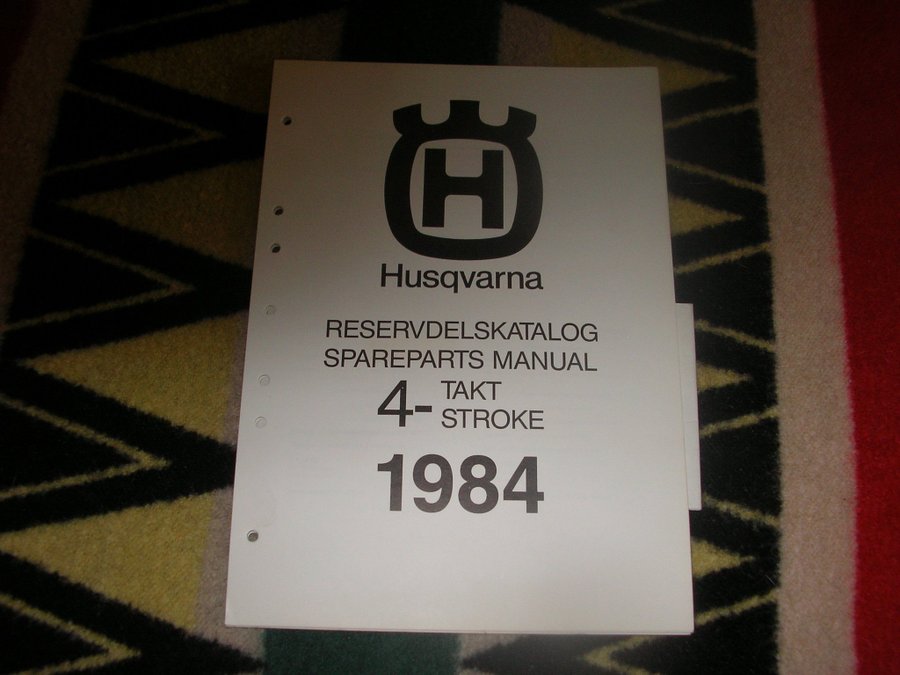 H
Husqvarna
RESERVDELSKATALOG
SPAREPARTS MANUAL
4- TAKT
STROKE
1984